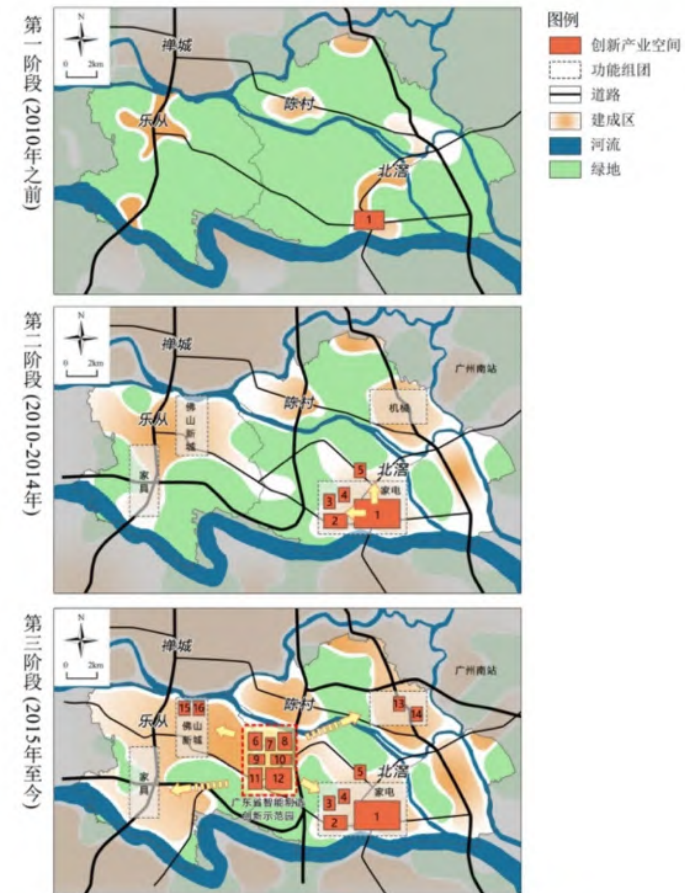 图例
创新产业空间
功能组团
道路
建成区
河流
绿地
第一阶段(2010年之前)
N
0 2km
禅城
陈村
乐从
北滘
1
第二阶段(2010-2014年)
N
0 2km
禅城
广州南站
陈村
乐从
佛山新城
机械
北滘
家具
家电
5
4
3
1
2
第三阶段(2015年至今)
N
0 2km
禅城
广州南站
陈村
乐从
15 16
13
14
佛山
新城
6 7 8
9 10
11 12
北滘
家具
家电
5
4
3
1
2
广东省智能制造
创新示范园